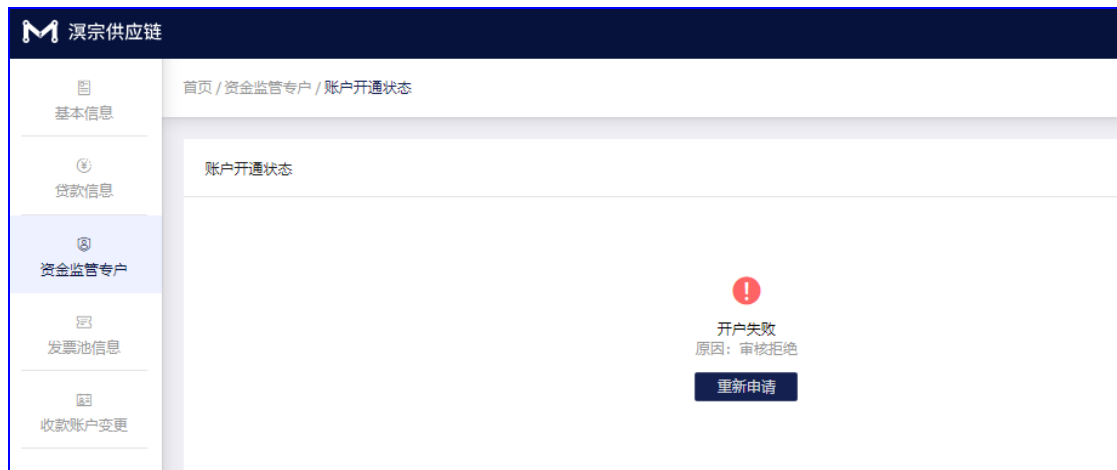 溟宗供应链
首页 / 资金监管专户 / 账户开通状态
基本信息
贷款信息
资金监管专户
发票池信息
收款账户变更
账户开通状态
开户失败
原因：审核拒绝
重新申请